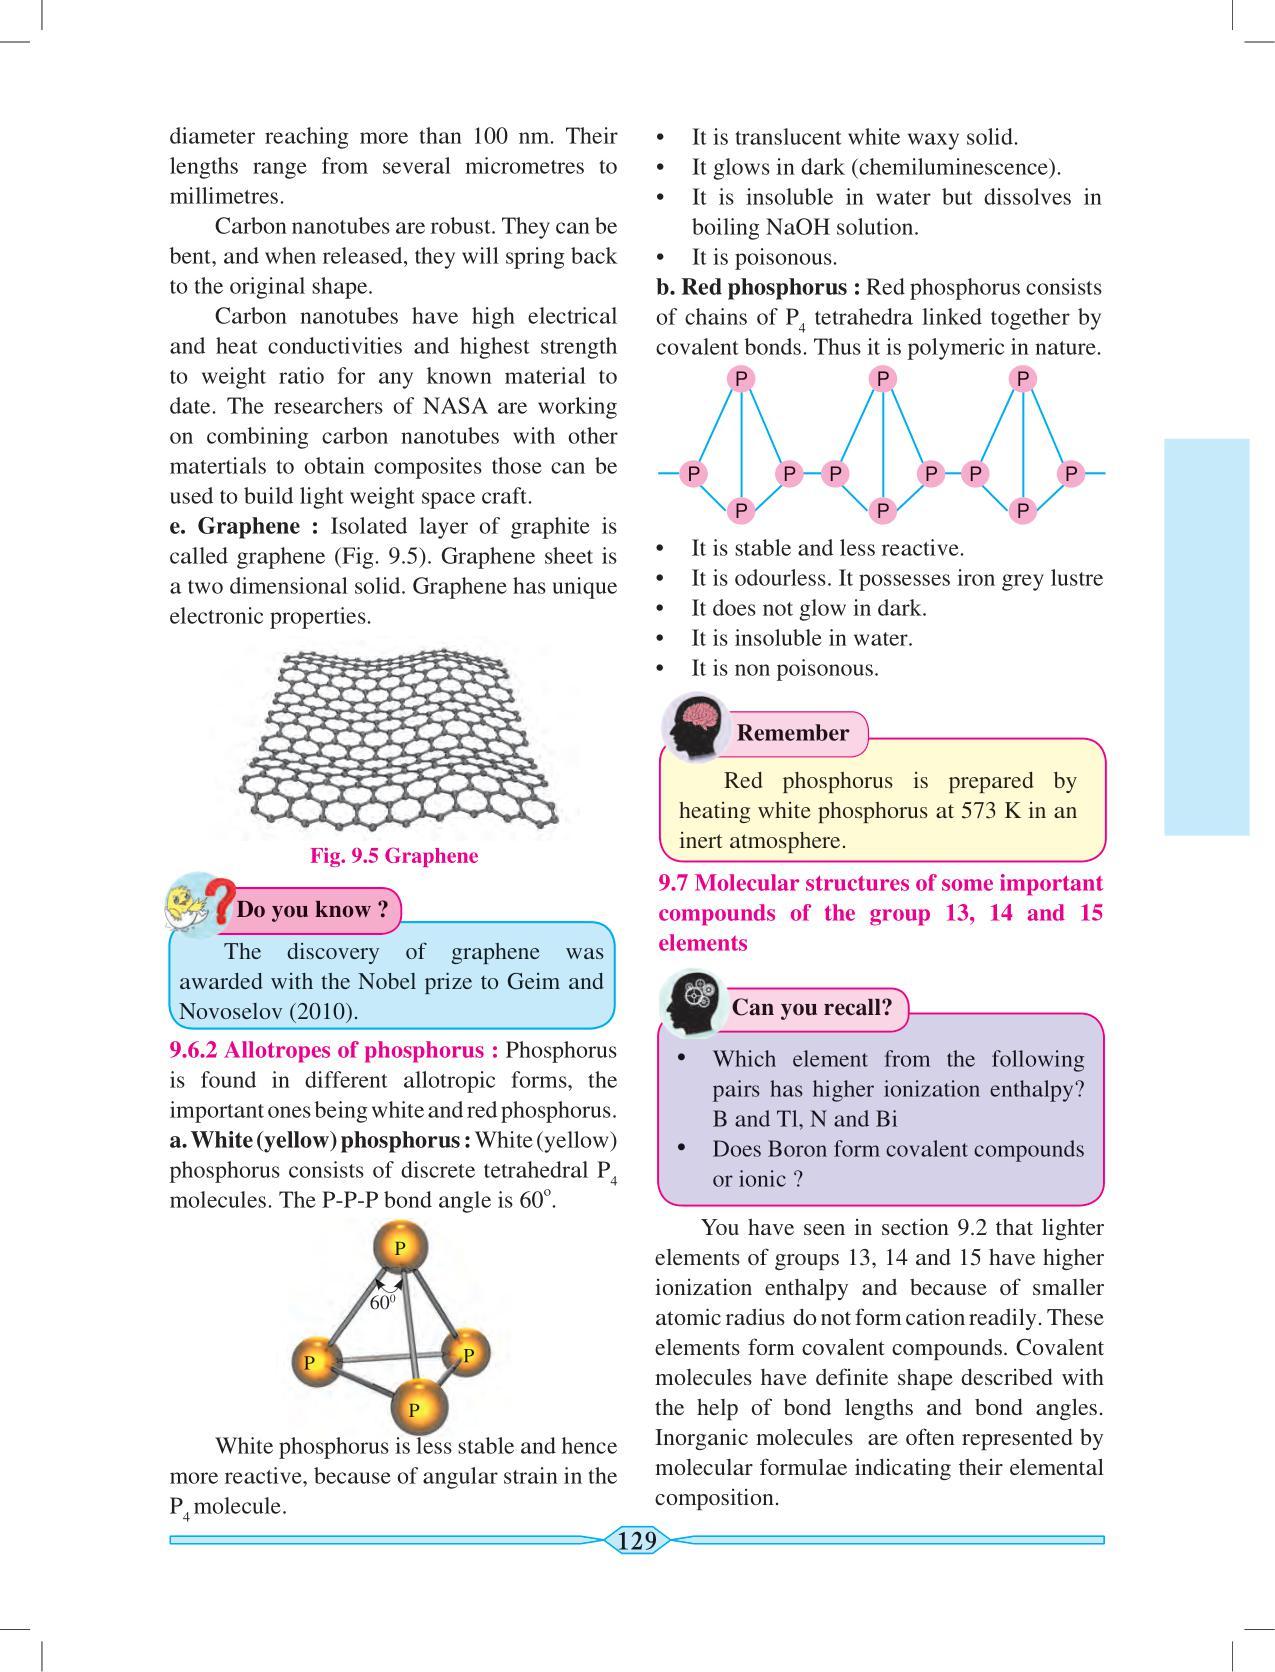 diameter reaching more than 100 nm. Their
lengths range from several micrometres to
millimetres.
Carbon nanotubes are robust. They can be
bent, and when released, they will spring back
to the original shape.
Carbon nanotubes have high electrical
and heat conductivities and highest strength
to weight ratio for any known material to
date. The researchers of NASA are working
on combining carbon nanotubes with other
matertials to obtain composites those can be
used to build light weight space craft.
e. Graphene : Isolated layer of graphite is
called graphene (Fig. 9.5). Graphene sheet is
a two dimensional solid. Graphene has unique
electronic properties.
Fig. 9.5 Graphene
Do you know ?
The discovery of graphene was
awarded with the Nobel prize to Geim and
Novoselov (2010).
9.6.2 Allotropes of phosphorus : Phosphorus
is found in different allotropic forms, the
important ones being white and red phosphorus.
a. White (yellow) phosphorus : White (yellow)
phosphorus consists of discrete tetrahedral P₄
molecules. The P-P-P bond angle is 60°.
P
60⁰
P
P
P
White phosphorus is less stable and hence
more reactive, because of angular strain in the
P₄ molecule.
• It is translucent white waxy solid.
• It glows in dark (chemiluminescence).
• It is insoluble in water but dissolves in
boiling NaOH solution.
• It is poisonous.
b. Red phosphorus : Red phosphorus consists
of chains of P₄ tetrahedra linked together by
covalent bonds. Thus it is polymeric in nature.
P P P
P P P P P P
P P P
• It is stable and less reactive.
• It is odourless. It possesses iron grey lustre
• It does not glow in dark.
• It is insoluble in water.
• It is non poisonous.
Remember
Red phosphorus is prepared by
heating white phosphorus at 573 K in an
inert atmosphere.
9.7 Molecular structures of some important
compounds of the group 13, 14 and 15
elements
Can you recall?
• Which element from the following
pairs has higher ionization enthalpy?
B and Tl, N and Bi
• Does Boron form covalent compounds
or ionic ?
You have seen in section 9.2 that lighter
elements of groups 13, 14 and 15 have higher
ionization enthalpy and because of smaller
atomic radius do not form cation readily. These
elements form covalent compounds. Covalent
molecules have definite shape described with
the help of bond lengths and bond angles.
Inorganic molecules are often represented by
molecular formulae indicating their elemental
composition.
129